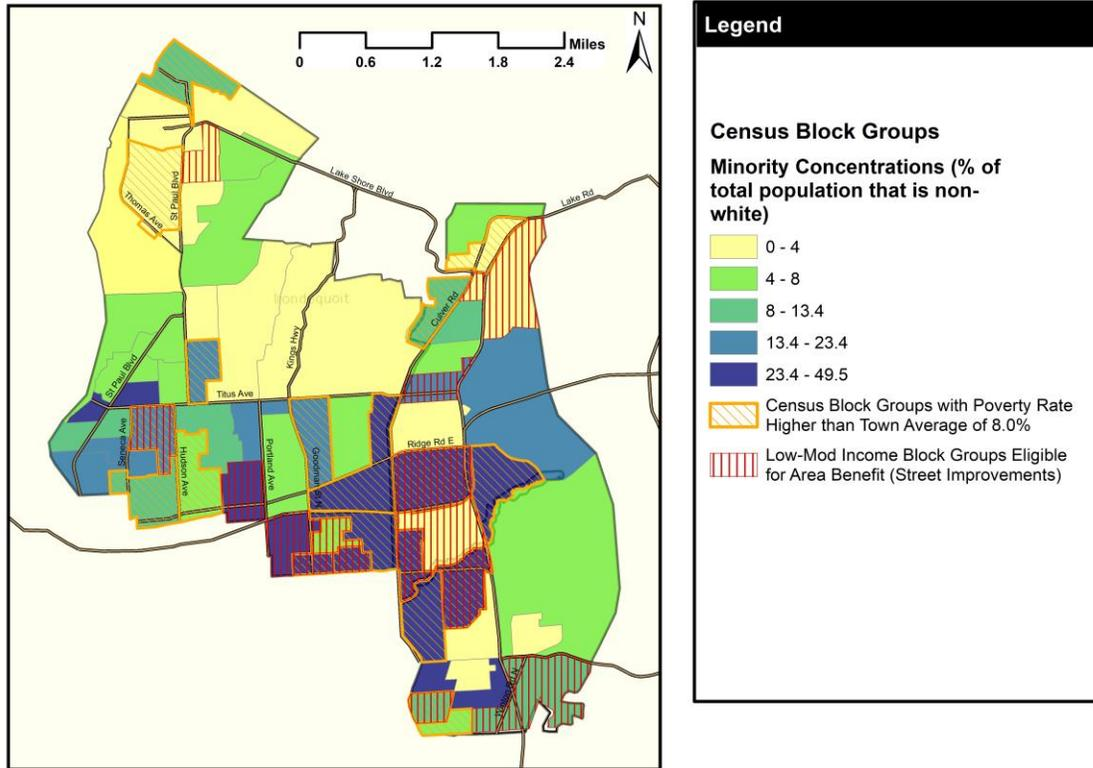 N
Miles
0 0.6 1.2 1.8 2.4
Lake Shore Blvd
Lake Rd
St Paul Blvd
Thomas Ave
Irondequoit
Culver Rd
Kings Hwy
St Paul Blvd
Titus Ave
Seneca Ave
Hudson Ave
Portland Ave
Goodman St N
Ridge Rd E
Winton Rd N
Legend
Census Block Groups
Minority Concentrations (% of
total population that is non-
white)
0 - 4
4 - 8
8 - 13.4
13.4 - 23.4
23.4 - 49.5
Census Block Groups with Poverty Rate
Higher than Town Average of 8.0%
Low-Mod Income Block Groups Eligible
for Area Benefit (Street Improvements)